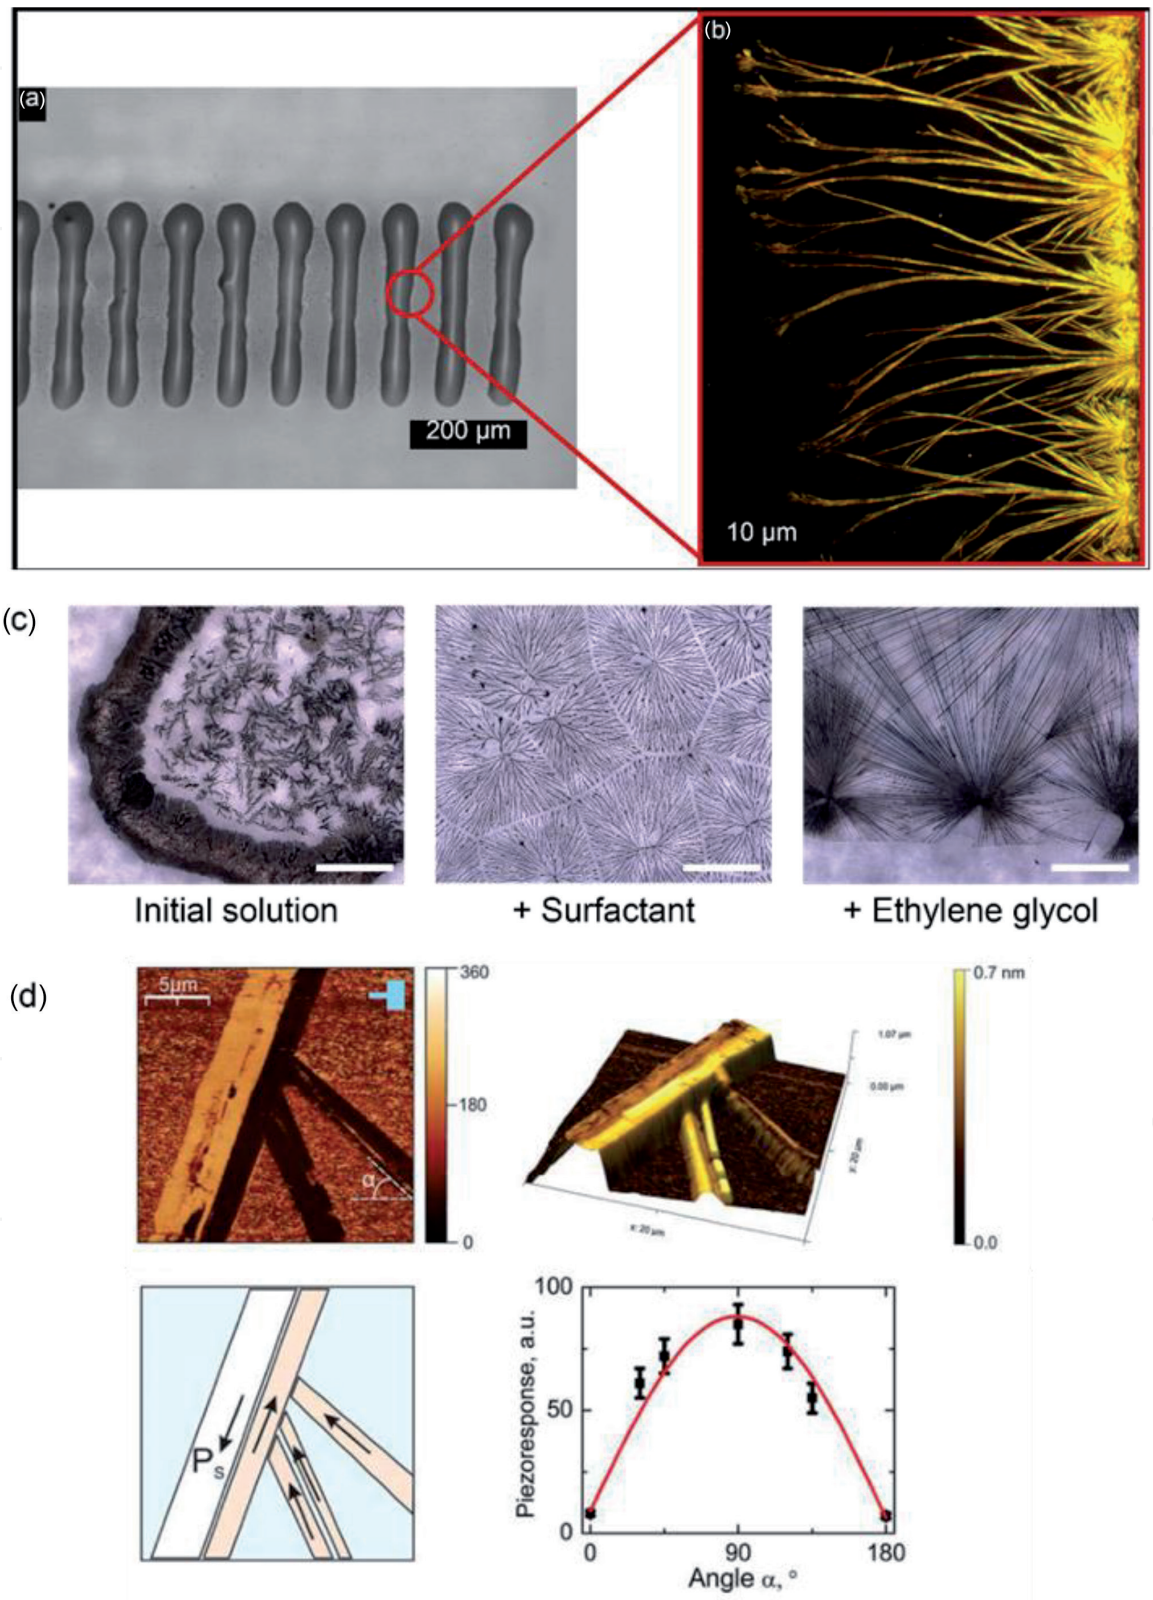 (a)
200 μm
(b)
10 μm
(c)
Initial solution
+ Surfactant
+ Ethylene glycol
(d)
5μm
α
360
180
0
1.07 μm
0.00 μm
y: 20 μm
x: 20 μm
0.7 nm
0.0
Ps
Piezoresponse, a.u.
100
50
0
0
90
180
Angle α, °